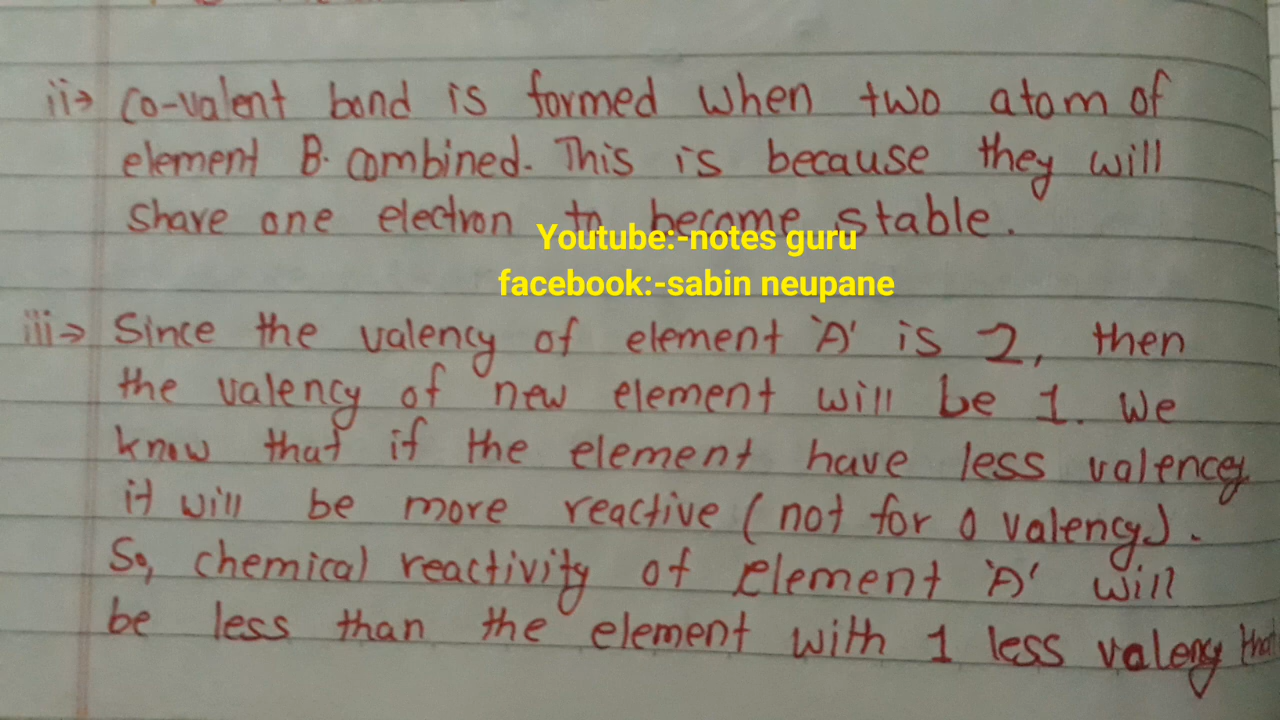 ii→ Co-valent bond is formed when two atom of
element B. combined. This is because they will
share one electron to become stable.
Youtube:-notes guru
facebook:-sabin neupane
iii→ Since the valency of element 'A' is 2, then
the valency of new element will be 1. We
know that if the element have less valency
it will be more reactive (not for 0 valency).
So, chemical reactivity of element 'A' will
be less than the element with 1 less valency